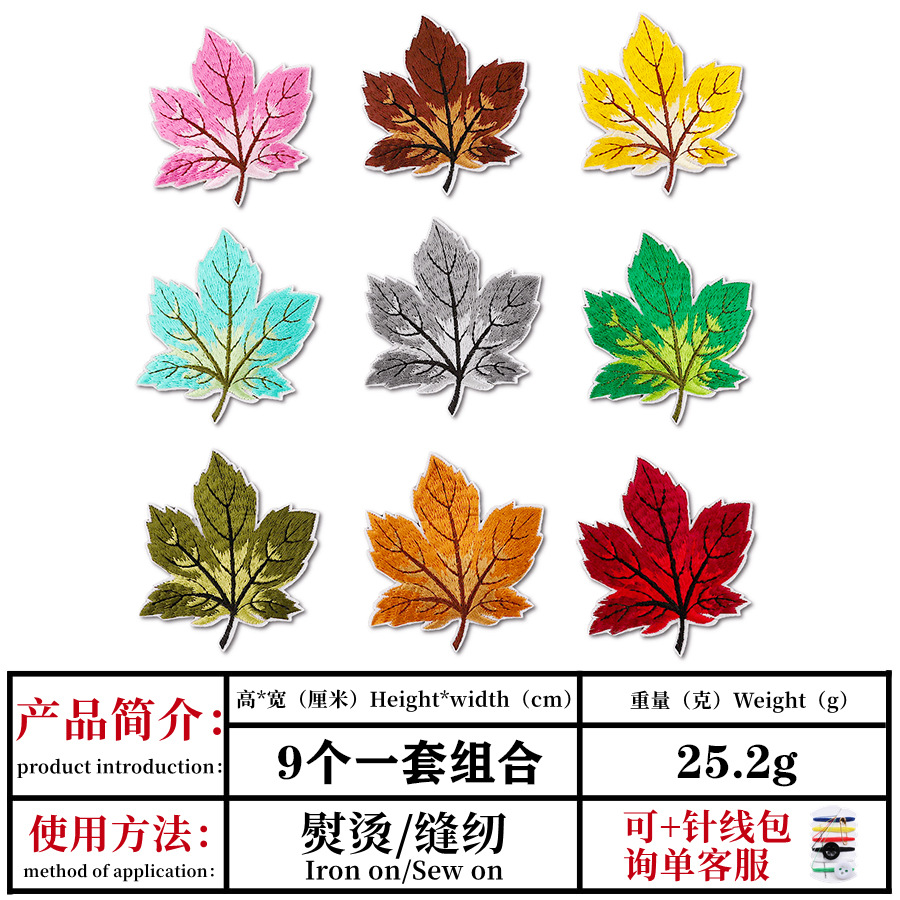 产品简介：
product introduction：
高*宽（厘米）Height*width（cm）
重量（克）Weight（g）
9个一套组合
25.2g
使用方法：
method of application：
熨烫/缝纫
Iron on/Sew on
可+针线包
询单客服